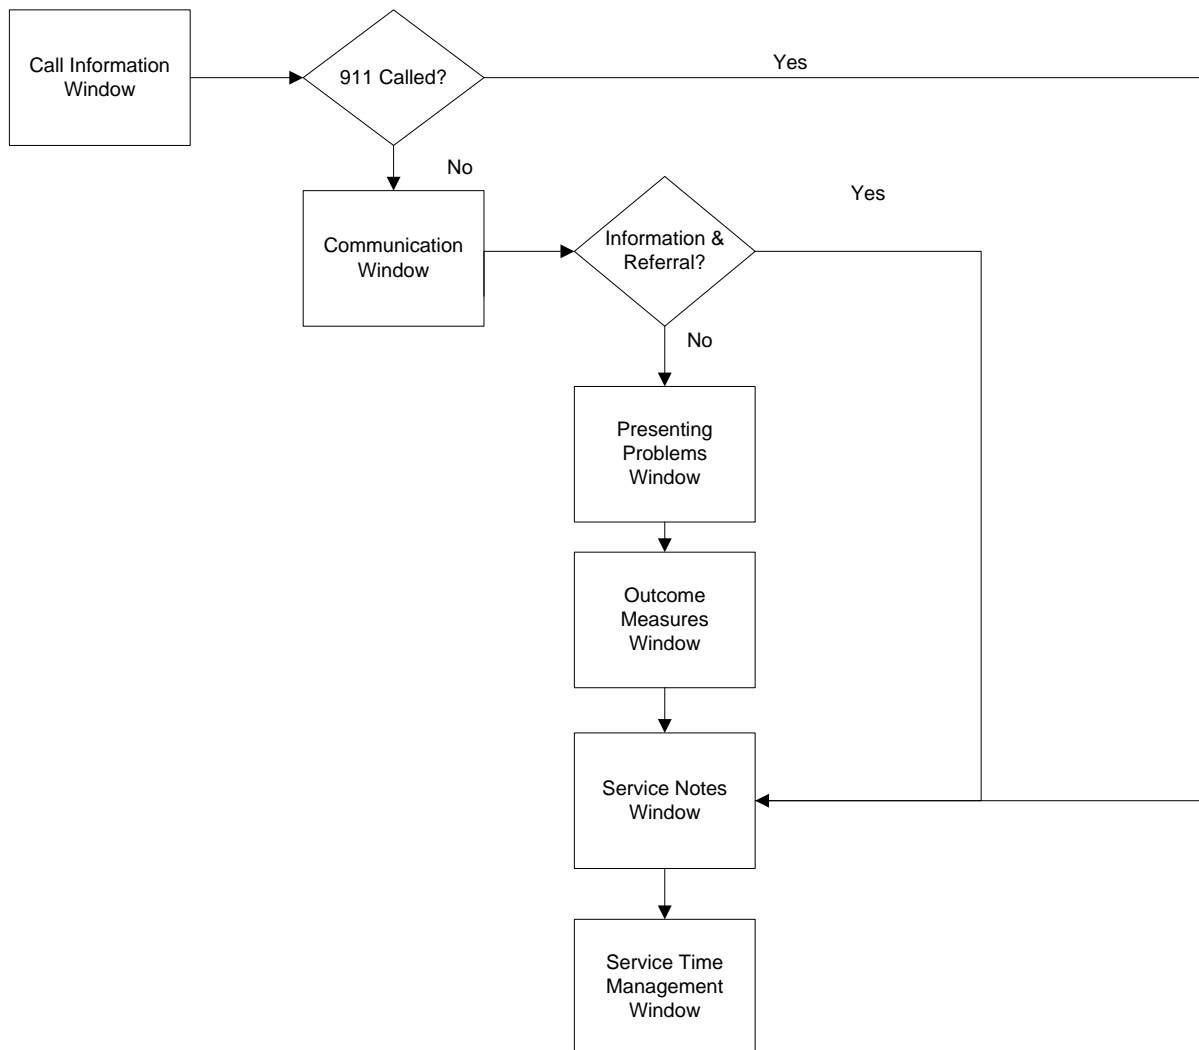 Call Information
Window
911 Called?
Yes
No
Communication
Window
Information &
Referral?
Yes
No
Presenting
Problems
Window
Outcome
Measures
Window
Service Notes
Window
Service Time
Management
Window